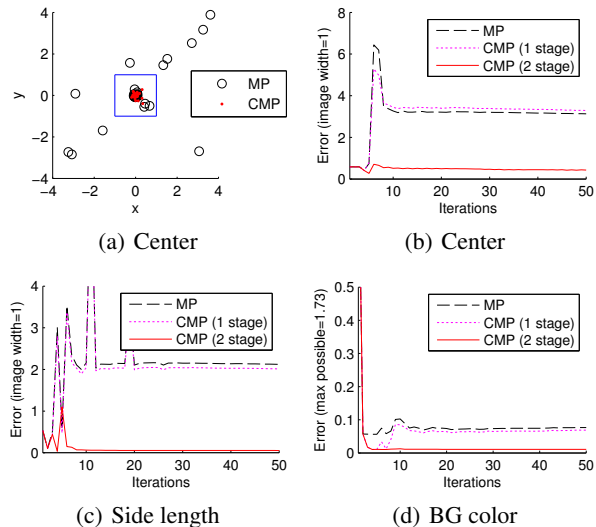 4
2
0
−2
−4
−4
−2
0
2
4
y
x
MP
CMP
(a) Center
8
6
4
2
0
10
20
30
40
50
Error (image width=1)
Iterations
MP
CMP (1 stage)
CMP (2 stage)
(b) Center
4
3
2
1
0
10
20
30
40
50
Error (image width=1)
Iterations
MP
CMP (1 stage)
CMP (2 stage)
(c) Side length
0.5
0.4
0.3
0.2
0.1
0
10
20
30
40
50
Error (max possible=1.73)
Iterations
MP
CMP (1 stage)
CMP (2 stage)
(d) BG color